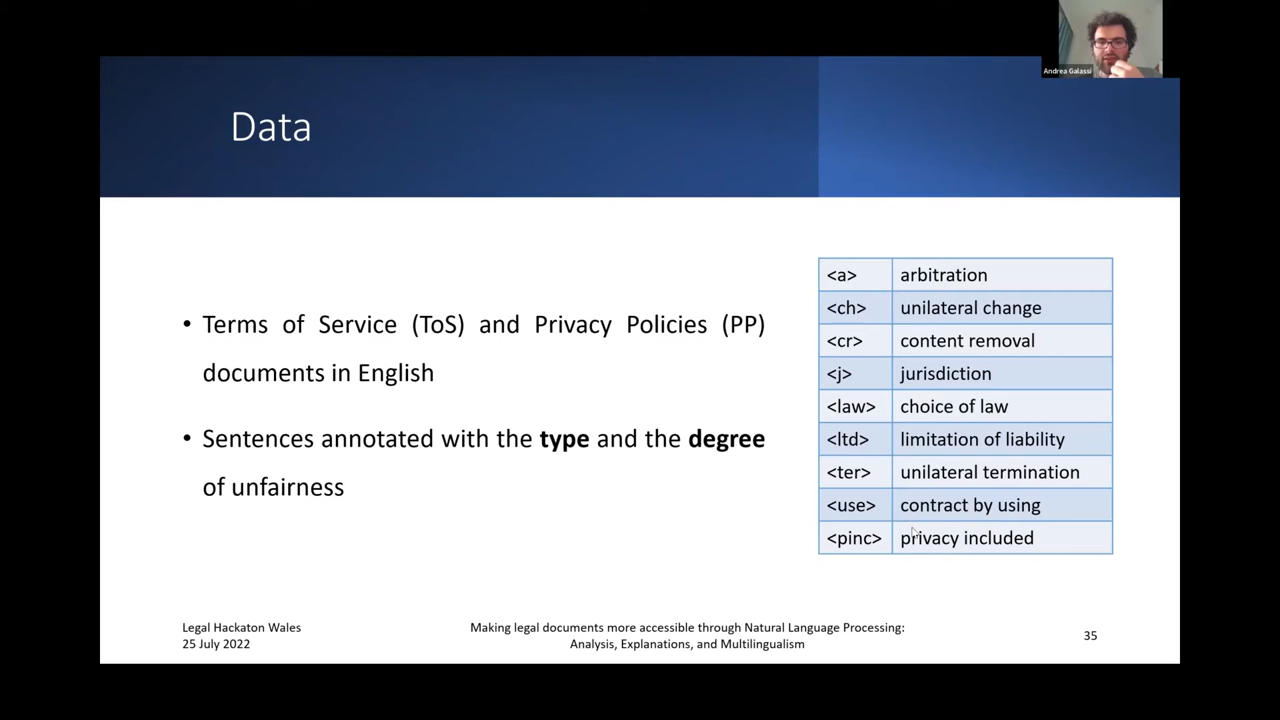 Andrea Galassi
Data
• Terms of Service (ToS) and Privacy Policies (PP)
documents in English
• Sentences annotated with the type and the degree
of unfairness
<a> arbitration
<ch> unilateral change
<cr> content removal
<j> jurisdiction
<law> choice of law
<ltd> limitation of liability
<ter> unilateral termination
<use> contract by using
<pinc> privacy included
Legal Hackaton Wales
25 July 2022
Making legal documents more accessible through Natural Language Processing:
Analysis, Explanations, and Multilingualism
35